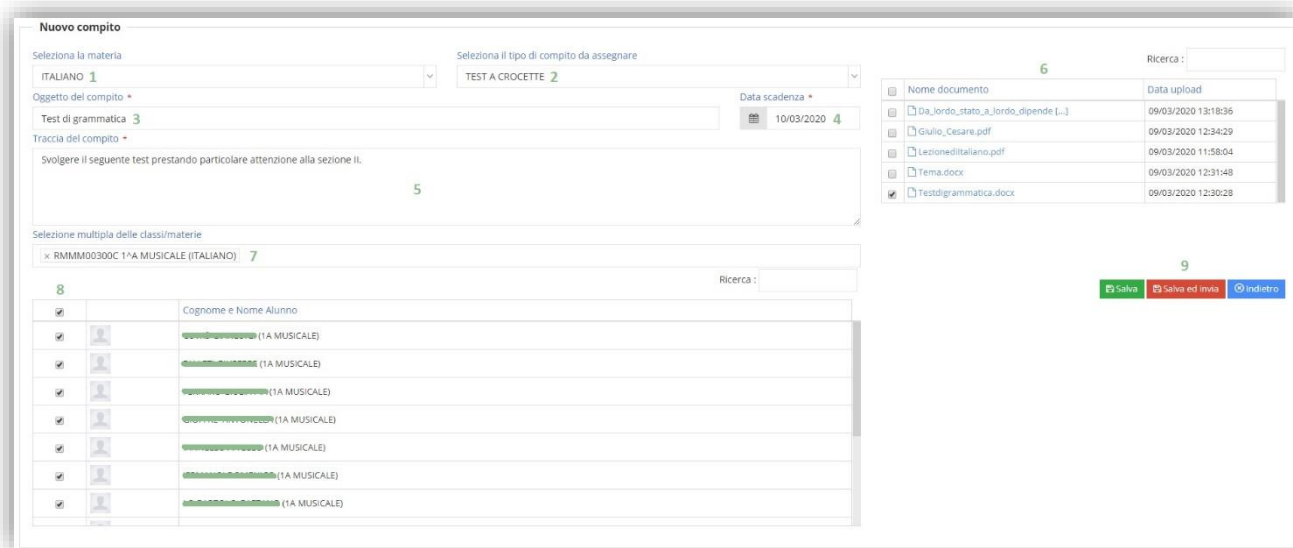 Nuovo compito
Seleziona la materia
ITALIANO 1
Seleziona il tipo di compito da assegnare
TEST A CROCETTE 2
Oggetto del compito *
Test di grammatica 3
Data scadenza *
10/03/2020 4
Traccia del compito *
Svolgere il seguente test prestando particolare attenzione alla sezione II.
5
Selezione multipla delle classi/materie
× RMMM00300C 1^A MUSICALE (ITALIANO) 7
Ricerca :
8
Cognome e Nome Alunno
(1A MUSICALE)
(1A MUSICALE)
(1A MUSICALE)
(1A MUSICALE)
(1A MUSICALE)
(1A MUSICALE)
(1A MUSICALE)
6
Ricerca :
Nome documento Data upload
Da_lordo_stato_a_lordo_dipende [...] 09/03/2020 13:18:36
Giulio_Cesare.pdf 09/03/2020 12:34:29
Lezionedititaliano.pdf 09/03/2020 11:58:04
Tema.docx 09/03/2020 12:31:48
Testdigrammatica.docx 09/03/2020 12:30:28
9
Salva Salva ed invia Indietro